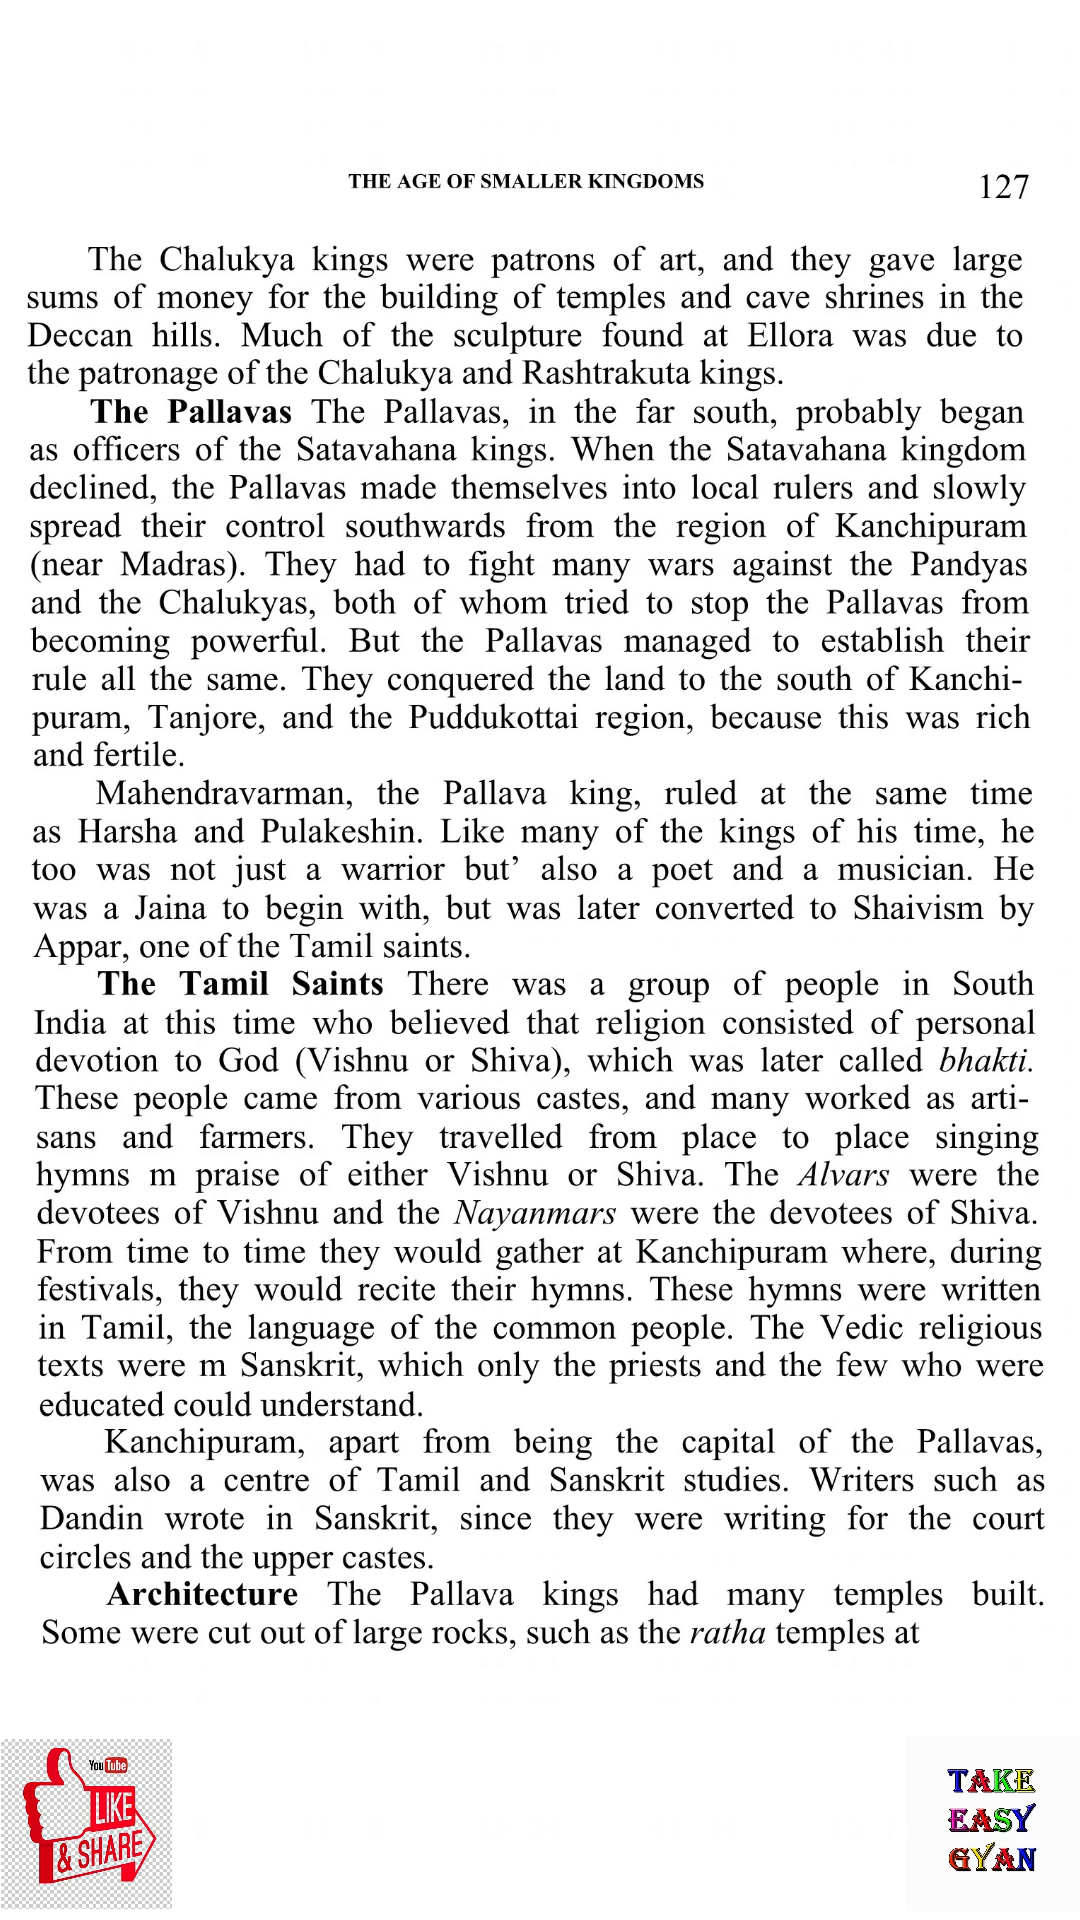 THE AGE OF SMALLER KINGDOMS 127
The Chalukya kings were patrons of art, and they gave large
sums of money for the building of temples and cave shrines in the
Deccan hills. Much of the sculpture found at Ellora was due to
the patronage of the Chalukya and Rashtrakuta kings.
The Pallavas The Pallavas, in the far south, probably began
as officers of the Satavahana kings. When the Satavahana kingdom
declined, the Pallavas made themselves into local rulers and slowly
spread their control southwards from the region of Kanchipuram
(near Madras). They had to fight many wars against the Pandyas
and the Chalukyas, both of whom tried to stop the Pallavas from
becoming powerful. But the Pallavas managed to establish their
rule all the same. They conquered the land to the south of Kanchi-
puram, Tanjore, and the Puddukottai region, because this was rich
and fertile.
Mahendravarman, the Pallava king, ruled at the same time
as Harsha and Pulakeshin. Like many of the kings of his time, he
too was not just a warrior but’ also a poet and a musician. He
was a Jaina to begin with, but was later converted to Shaivism by
Appar, one of the Tamil saints.
The Tamil Saints There was a group of people in South
India at this time who believed that religion consisted of personal
devotion to God (Vishnu or Shiva), which was later called bhakti.
These people came from various castes, and many worked as arti-
sans and farmers. They travelled from place to place singing
hymns m praise of either Vishnu or Shiva. The Alvars were the
devotees of Vishnu and the Nayanmars were the devotees of Shiva.
From time to time they would gather at Kanchipuram where, during
festivals, they would recite their hymns. These hymns were written
in Tamil, the language of the common people. The Vedic religious
texts were m Sanskrit, which only the priests and the few who were
educated could understand.
Kanchipuram, apart from being the capital of the Pallavas,
was also a centre of Tamil and Sanskrit studies. Writers such as
Dandin wrote in Sanskrit, since they were writing for the court
circles and the upper castes.
Architecture The Pallava kings had many temples built.
Some were cut out of large rocks, such as the ratha temples at
YouTube
LIKE
& SHARE
TAKE
EASY
GYAN